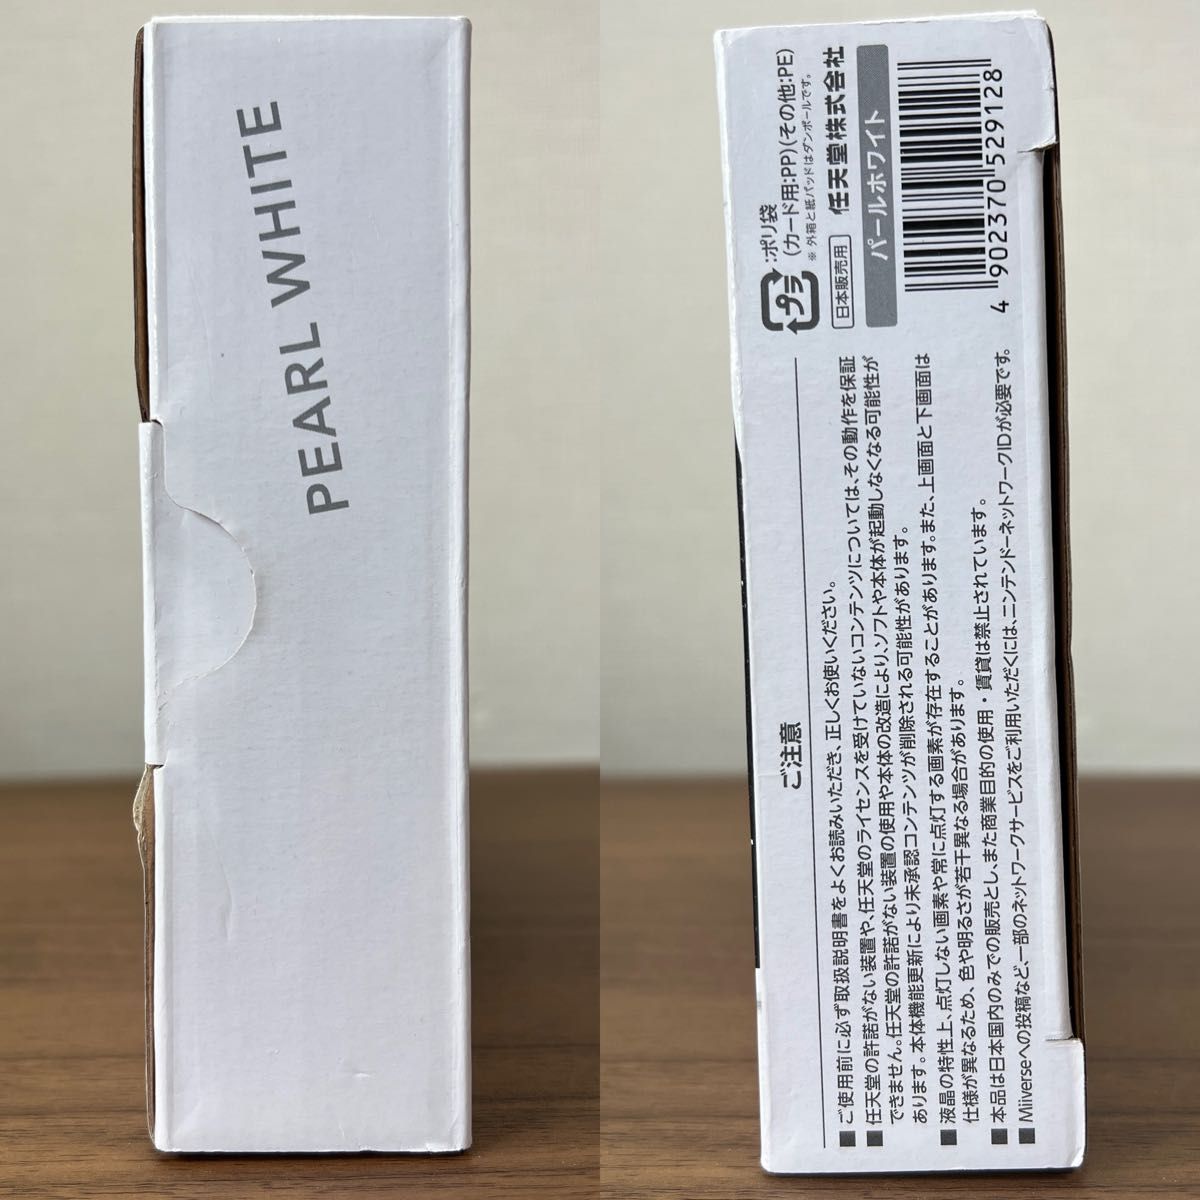 PEARL WHITE
ご注意
■ご使用前に必ず取扱説明書をよくお読みいただき、正しくお使いください。
■任天堂の許諾がない装置や、任天堂のライセンスを受けていないコンテンツについては、その動作を保証
できません。任天堂の許諾がない装置の使用や本体の改造により、ソフトや本体が起動しなくなる可能性が
あります。本体機能更新により未承認コンテンツが削除される可能性があります。
■液晶の特性上、点灯しない画素や常に点灯する画素が存在することがあります。また、上画面と下画面は
仕様が異なるため、色や明るさが若干異なる場合があります。
■本品は日本国内のみでの販売とし、また商業目的の使用・賃貸は禁止されています。
■Miiverseへの投稿など、一部のネットワークサービスをご利用いただくには、ニンテンドーネットワークIDが必要です。
プラ
:ポリ袋
(カード用:PP)(その他:PE)
※ 外箱と紙パッドはダンボールです。
日本販売用
任天堂株式会社
パールホワイト
4 902370 529128